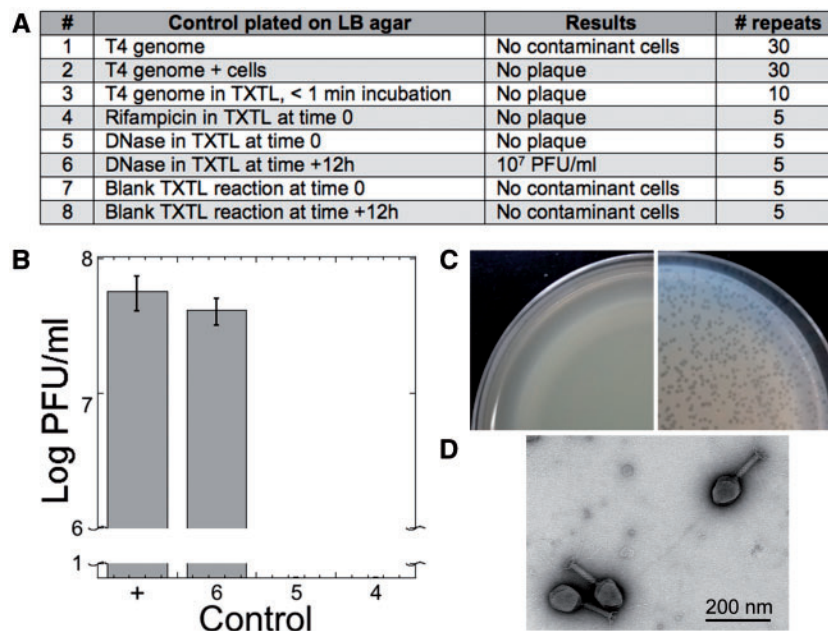 A
# Control plated on LB agar Results # repeats
1 T4 genome No contaminant cells 30
2 T4 genome + cells No plaque 30
3 T4 genome in TXTL, < 1 min incubation No plaque 10
4 Rifampicin in TXTL at time 0 No plaque 5
5 DNase in TXTL at time 0 No plaque 5
6 DNase in TXTL at time +12h 10⁷ PFU/ml 5
7 Blank TXTL reaction at time 0 No contaminant cells 5
8 Blank TXTL reaction at time +12h No contaminant cells 5
B
8
7
6
1
Log PFU/ml
+ 6 5 4
Control
C
D
200 nm